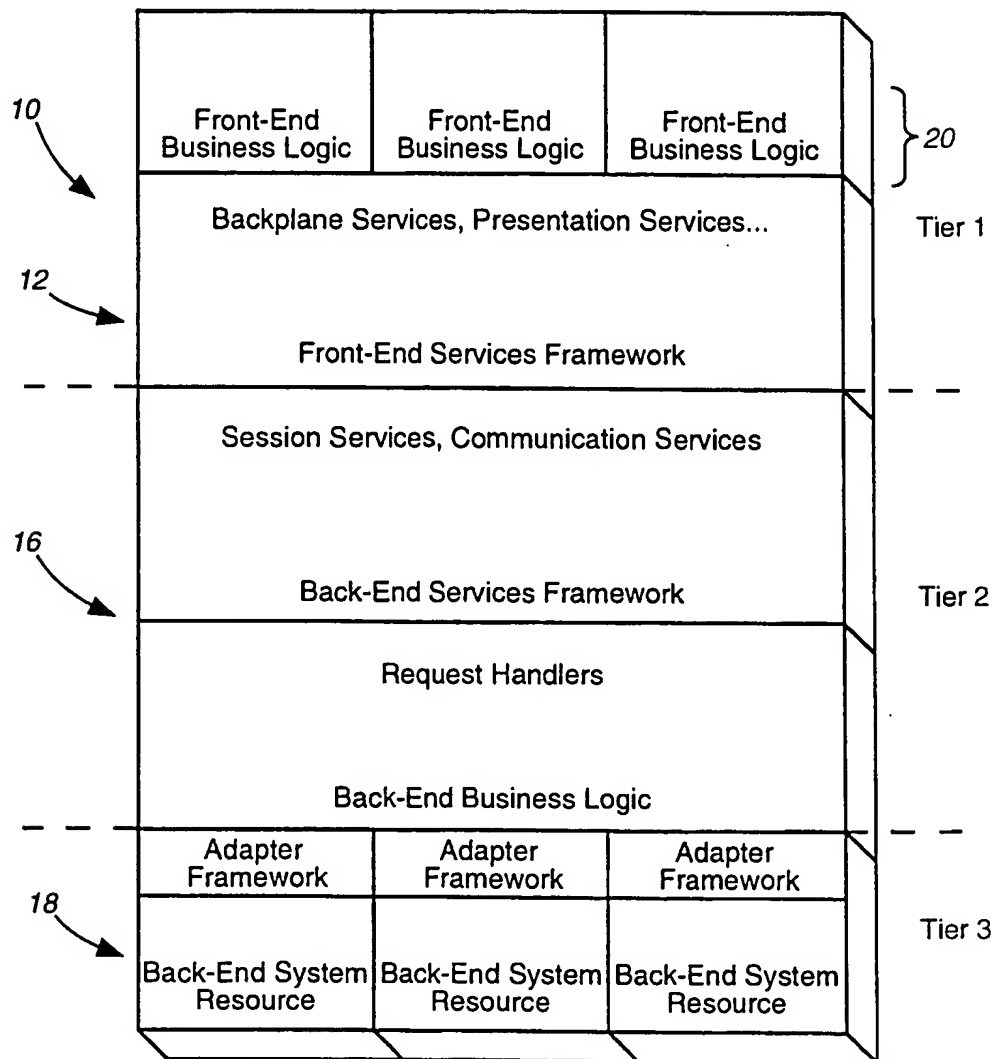 Front-End Front-End Front-End
Business Logic Business Logic Business Logic
10
20
Backplane Services, Presentation Services...
Tier 1
12
Front-End Services Framework
Session Services, Communication Services
16
Back-End Services Framework
Tier 2
Request Handlers
Back-End Business Logic
Adapter Adapter Adapter
Framework Framework Framework
18
Tier 3
Back-End System Back-End System Back-End System
Resource Resource Resource